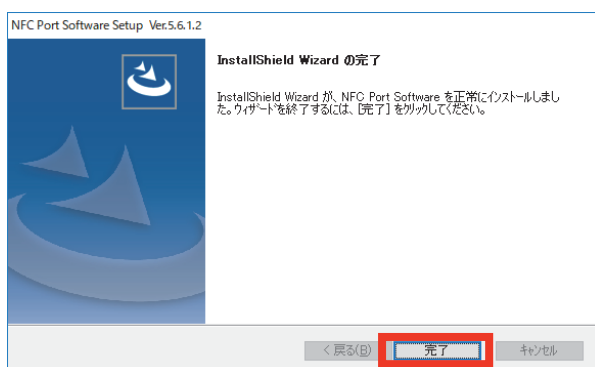 NFC Port Software Setup Ver.5.6.1.2
InstallShield Wizard の完了
InstallShield Wizard が、NFC Port Software を正常にインストールしまし
た。ウィザードを終了するには、[完了] をクリックしてください。
< 戻る(B) 完了 キャンセル